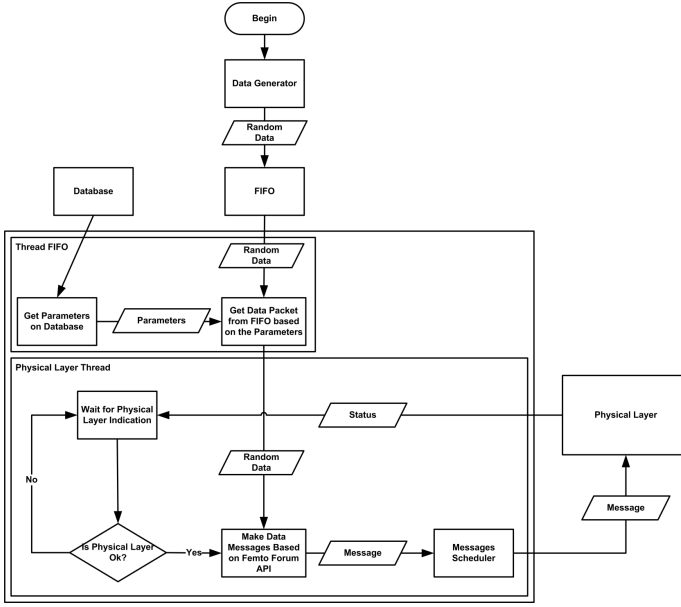 Begin
Data Generator
Random
Data
Database
FIFO
Thread FIFO
Random
Data
Get Parameters
on Database
Parameters
Get Data Packet
from FIFO based
on the Parameters
Physical Layer Thread
Wait for Physical
Layer Indication
Status
Physical Layer
No
Random
Data
Message
Is Physical Layer
Ok?
Yes
Make Data
Messages Based
on Femto Forum
API
Message
Messages
Scheduler